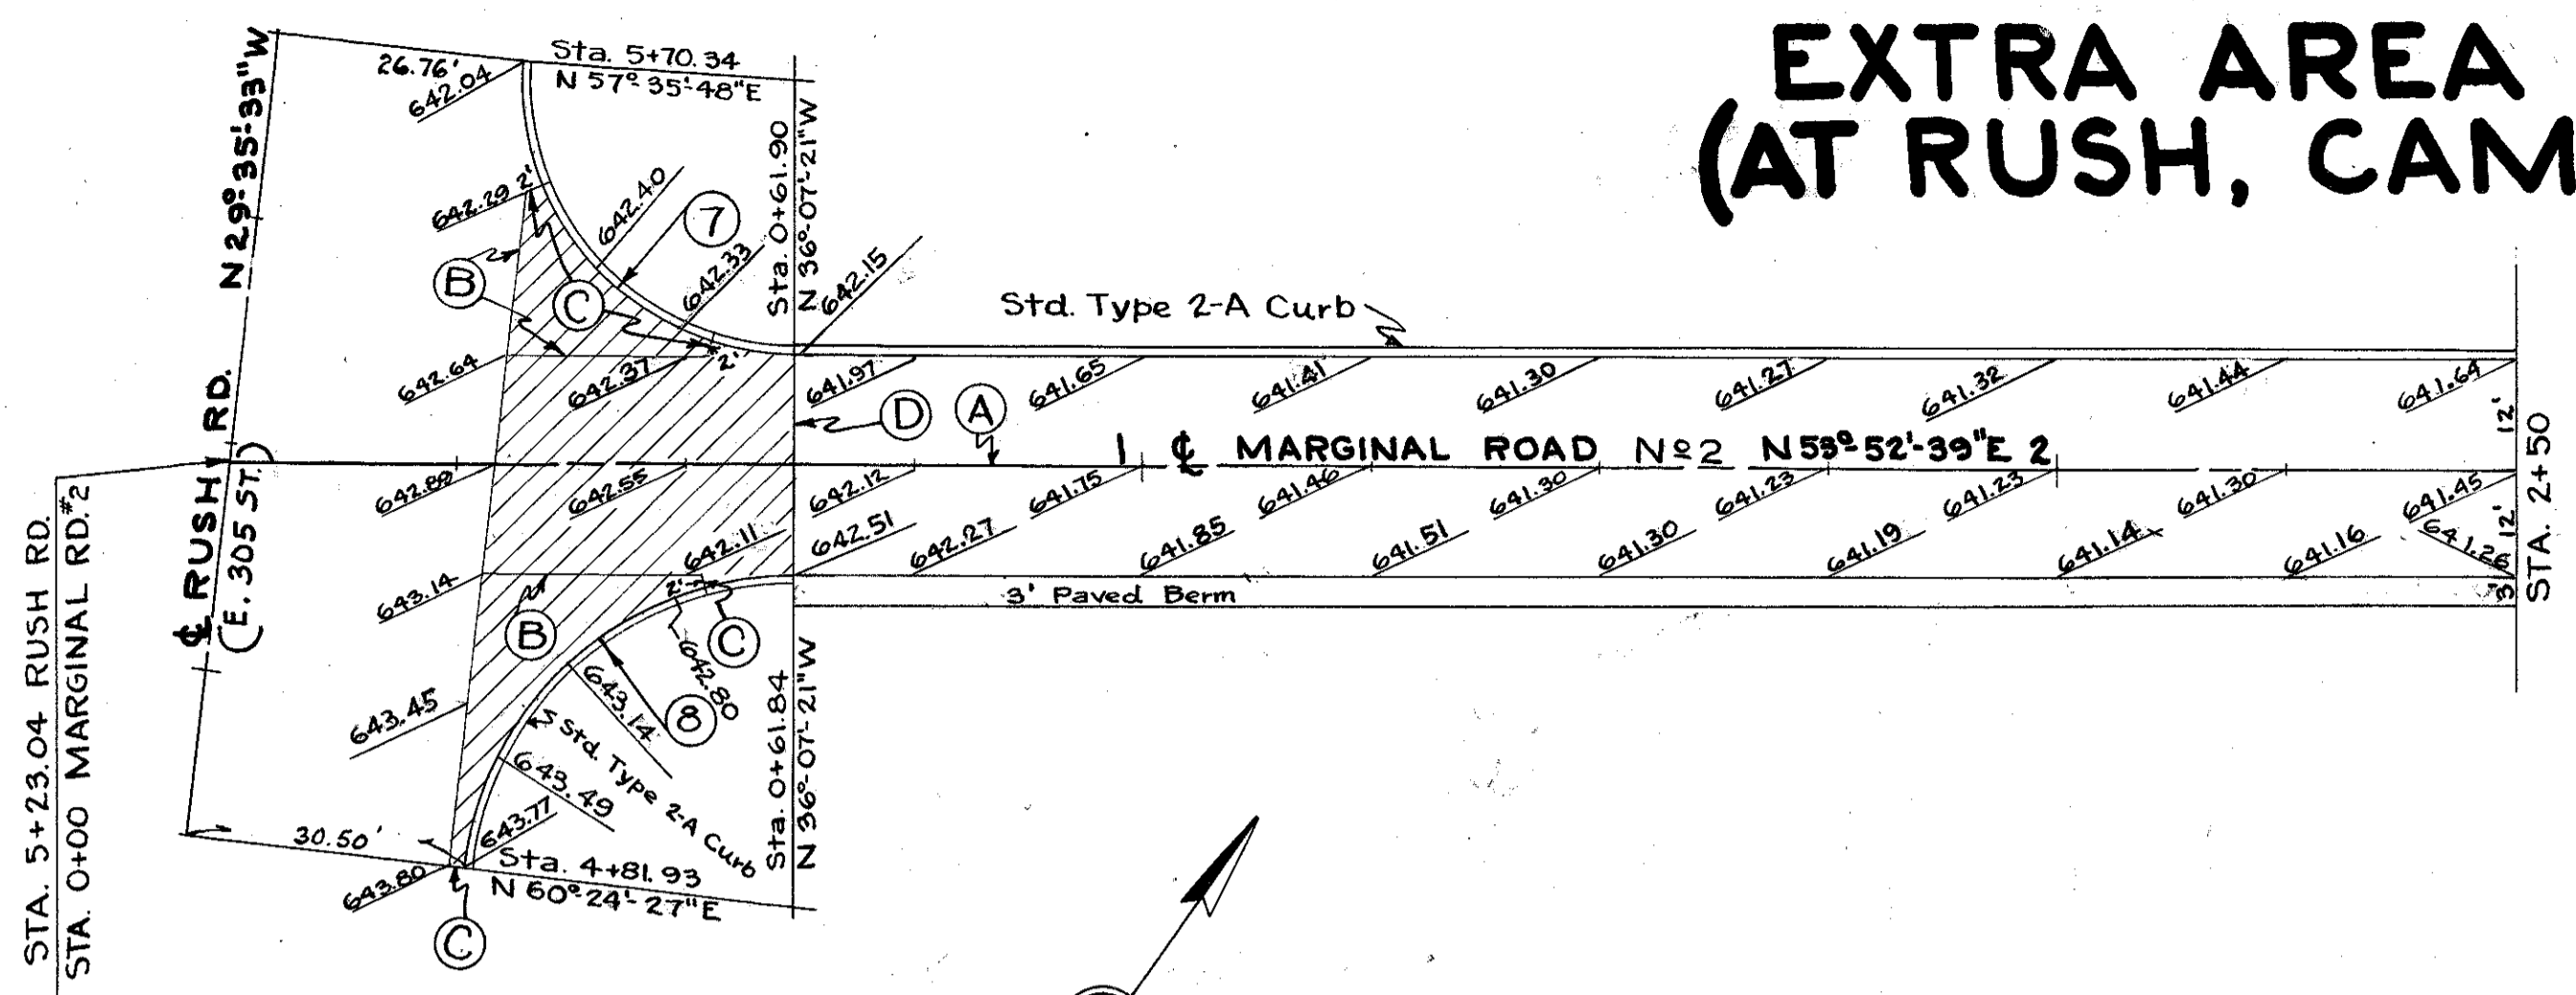 EXTRA AREA
(AT RUSH, CAM
Sta. 5+70.34
N 57°-35'-48"E
26.76'
642.04
N 29°-35'-33"W
642.29
2'
642.40
7
642.33
Sta. 0+61.90
N 36°-07'-21"W
642.15
B
C
Std. Type 2-A Curb
642.64
642.37
2'
641.97
641.65
641.41
641.30
641.27
641.32
641.44
641.64
12'
D
A
1 ℄ MARGINAL ROAD Nº2 N53°-52'-39"E 2
STA. 2+50
℄ RUSH RD.
(E. 305 ST.)
642.89
642.55
642.12
641.75
641.46
641.30
641.23
641.23
641.30
641.45
12'
642.11
642.51
642.27
641.85
641.51
641.30
641.19
641.14
641.16
641.26
643.14
2'
3' Paved Berm
3'
B
C
642.80
643.14
8
643.45
Std. Type 2-A Curb
643.49
643.77
Sta. 0+61.84
N 36°-07'-21"W
30.50'
643.80
Sta. 4+81.93
N 60°-24'-27"E
C
STA. 5+23.04 RUSH RD.
STA. 0+00 MARGINAL RD.#2